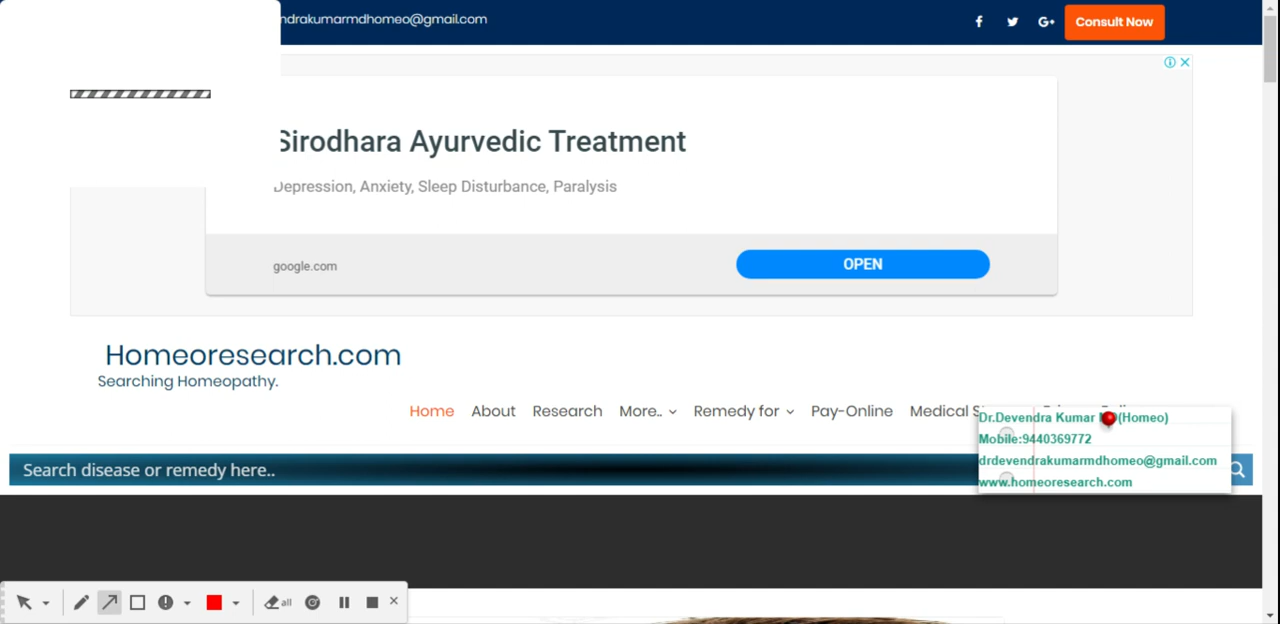 ndrakumarmdhomeo@gmail.com
Consult Now
Sirodhara Ayurvedic Treatment
Depression, Anxiety, Sleep Disturbance, Paralysis
google.com
OPEN
Homeoresearch.com
Searching Homeopathy.
Home About Research More.. Remedy for Pay-Online Medical
Dr.Devendra Kumar (Homeo)
Mobile:9440369772
drdevendrakumarmdhomeo@gmail.com
www.homeoresearch.com
Search disease or remedy here..
all